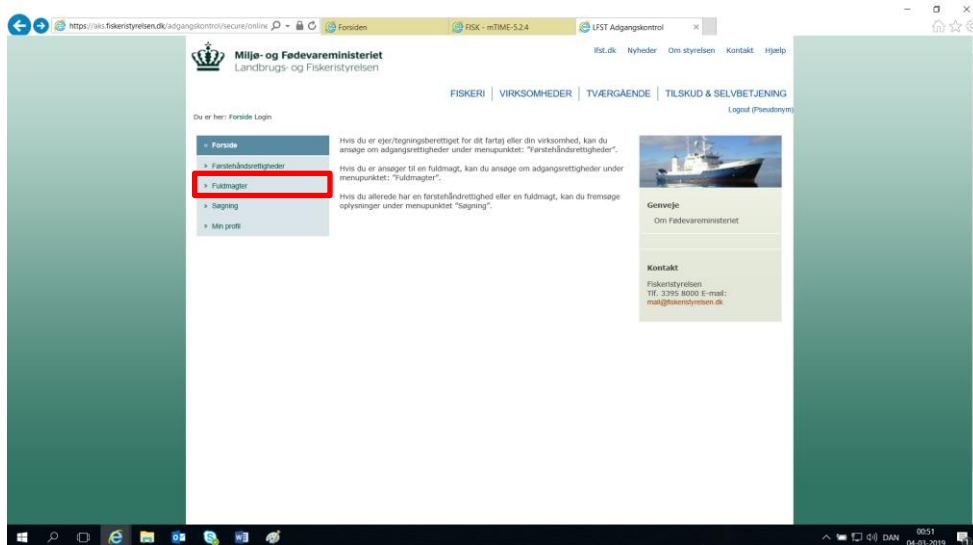 https://aks.fiskeristyrelsen.dk/adgangskontrol/secure/online
Forsiden
FISK - mTIME-5.2.4
LFST Adgangskontrol
Miljø- og Fødevareministeriet
Landbrugs- og Fiskeristyrelsen
lfst.dk Nyheder Om styrelsen Kontakt Hjælp
FISKERI VIRKSOMHEDER TVÆRGÅENDE TILSKUD & SELVBETJENING
Logout (Pseudonym)
Du er her: Forside Login
Forside
Førstehåndsrettigheder
Fuldmagter
Søgning
Min profil
Hvis du er ejer/tegningsberettiget for dit fartøj eller din virksomhed, kan du
ansøge om adgangsrettigheder under menupunktet: "Førstehåndsrettigheder".
Hvis du er ansøger til en fuldmagt, kan du ansøge om adgangsrettigheder under
menupunktet: "Fuldmagter".
Hvis du allerede har en førstehåndrettighed eller en fuldmagt, kan du fremsøge
oplysninger under menupunktet "Søgning".
Genveje
Om Fødevareministeriet
Kontakt
Fiskeristyrelsen
Tlf. 3395 8000 E-mail:
mail@fiskeristyrelsen.dk
DAN
00:51
04-03-2019